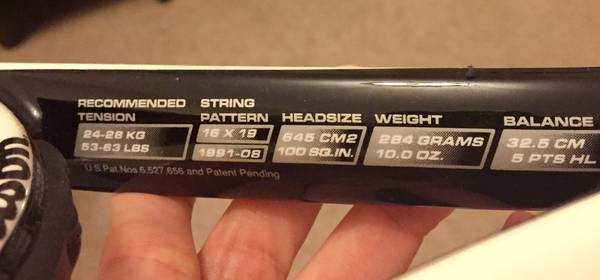 RECOMMENDED TENSION
24-28 KG
53-63 LBS
STRING PATTERN
16 X 19
1991-08
HEADSIZE
645 CM2
100 SQ.IN.
WEIGHT
284 GRAMS
10.0 OZ.
BALANCE
32.5 CM
5 PTS HL
U.S.Pat.Nos 6,527,656 and Patent Pending